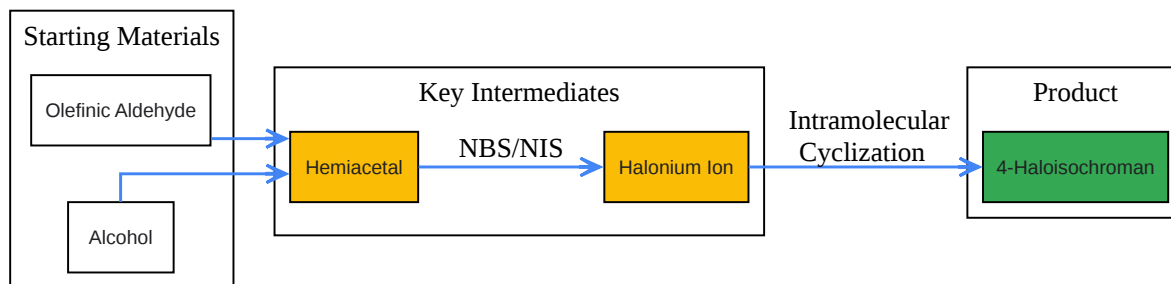 Starting Materials
Olefinic Aldehyde
Alcohol
Key Intermediates
Hemiacetal
NBS/NIS
Halonium Ion
Intramolecular
Cyclization
Product
4-Haloisochroman